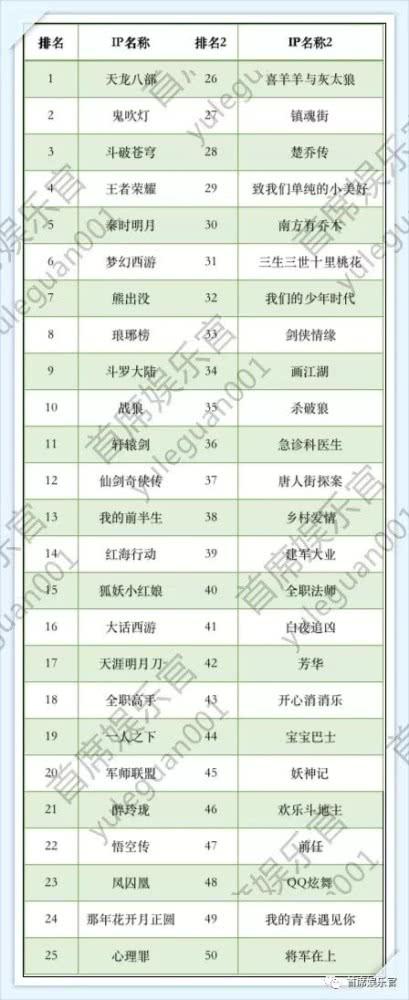 排名 IP名称 排名2 IP名称2
1 天龙八部 26 喜羊羊与灰太狼
2 鬼吹灯 27 镇魂街
3 斗破苍穹 28 楚乔传
4 王者荣耀 29 致我们单纯的小美好
5 秦时明月 30 南方有乔木
6 梦幻西游 31 三生三世十里桃花
7 熊出没 32 我们的少年时代
8 琅琊榜 33 剑侠情缘
9 斗罗大陆 34 画江湖
10 战狼 35 杀破狼
11 轩辕剑 36 急诊科医生
12 仙剑奇侠传 37 唐人街探案
13 我的前半生 38 乡村爱情
14 红海行动 39 建军大业
15 狐妖小红娘 40 全职法师
16 大话西游 41 白夜追凶
17 天涯明月刀 42 芳华
18 全职高手 43 开心消消乐
19 一人之下 44 宝宝巴士
20 军师联盟 45 妖神记
21 醉玲珑 46 欢乐斗地主
22 悟空传 47 前任
23 凤囚凰 48 QQ炫舞
24 那年花开月正圆 49 我的青春遇见你
25 心理罪 50 将军在上
首席娱乐官
yuleguan001
首席娱乐官